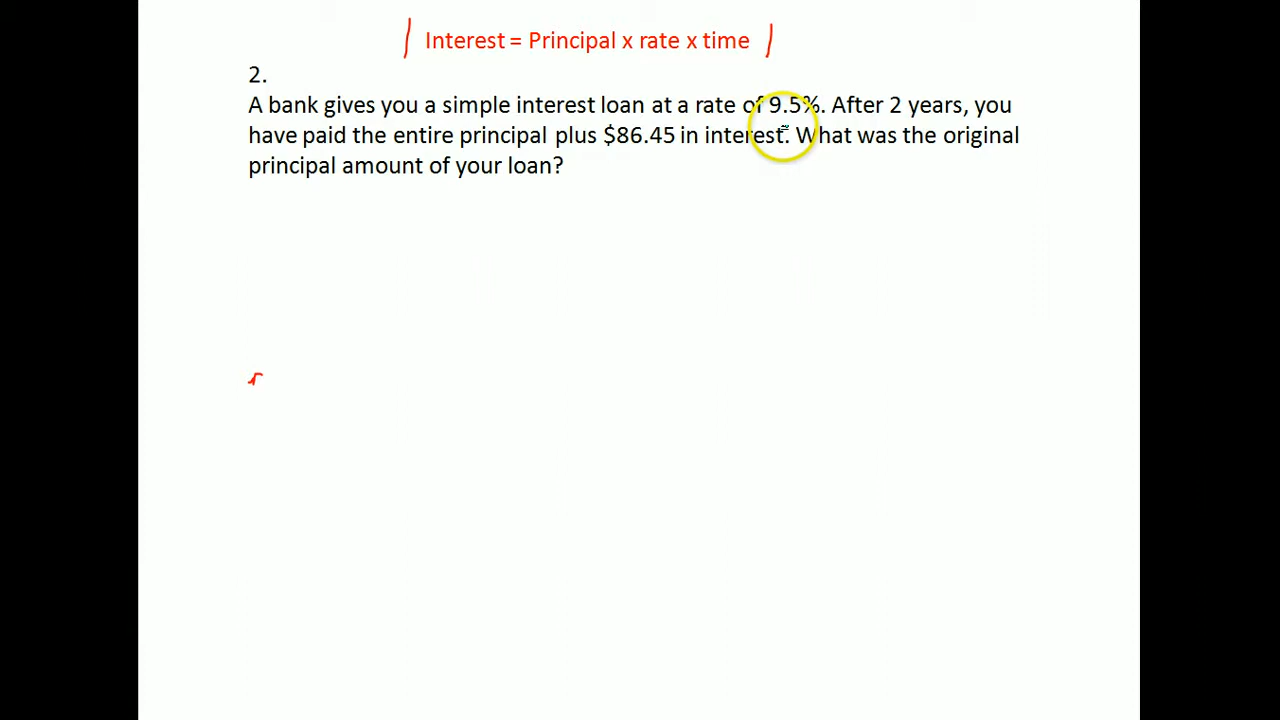 Interest = Principal x rate x time
2.
A bank gives you a simple interest loan at a rate of 9.5%. After 2 years, you
have paid the entire principal plus $86.45 in interest. What was the original
principal amount of your loan?
r